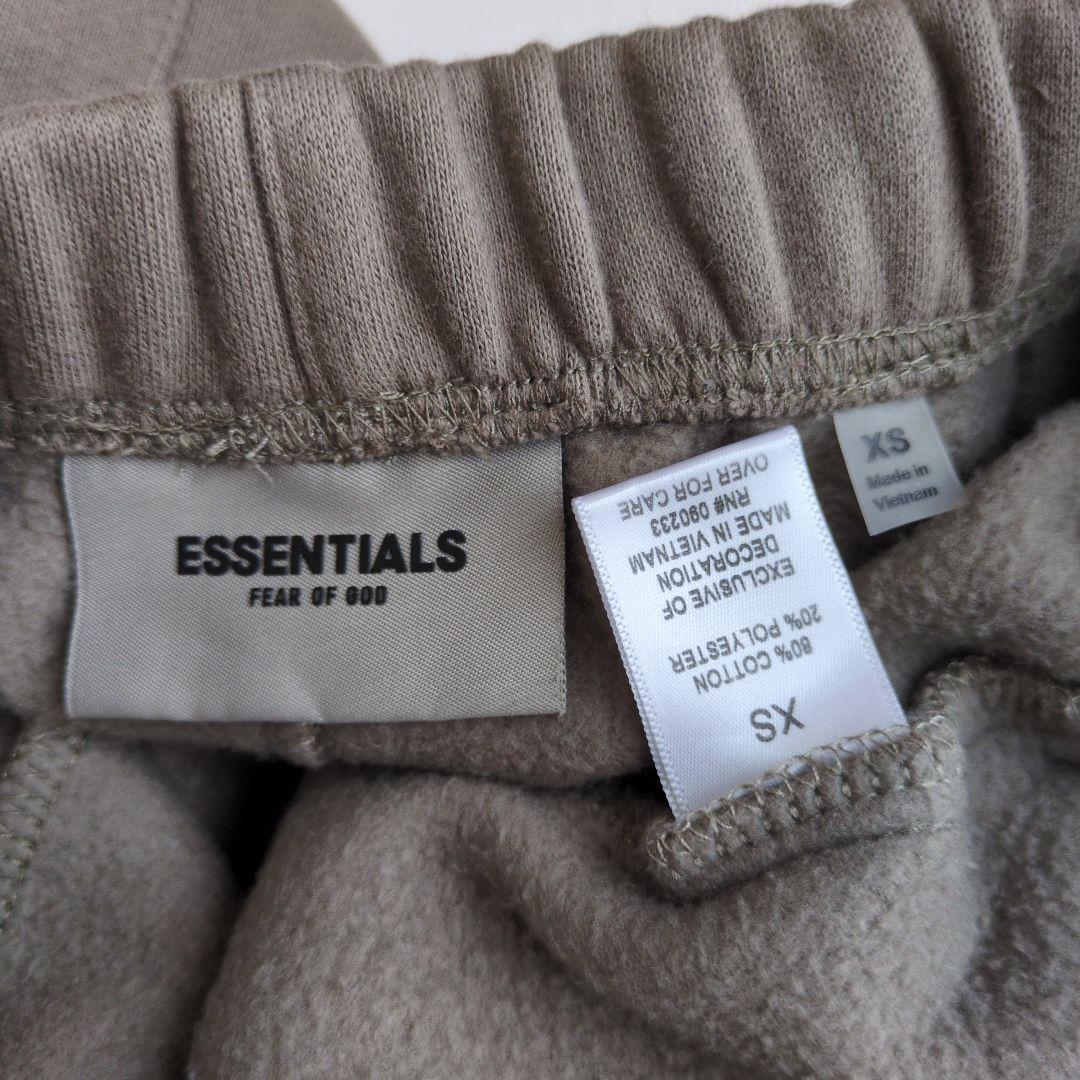 ESSENTIALS
FEAR OF GOD
XS
80% COTTON
20% POLYESTER
EXCLUSIVE OF
DECORATION
MADE IN VIETNAM
RN# 090233
OVER FOR CARE
XS
Made in
Vietnam